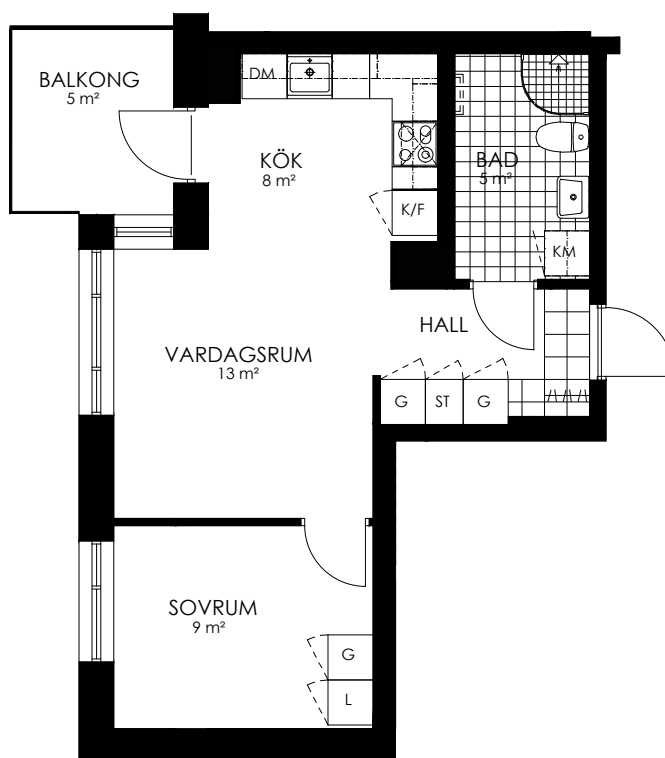 BALKONG
5 m²
DM
KÖK
8 m²
BAD
5 m²
K/F
KM
HALL
VARDAGSRUM
13 m²
G
ST
G
SOVRUM
9 m²
G
L